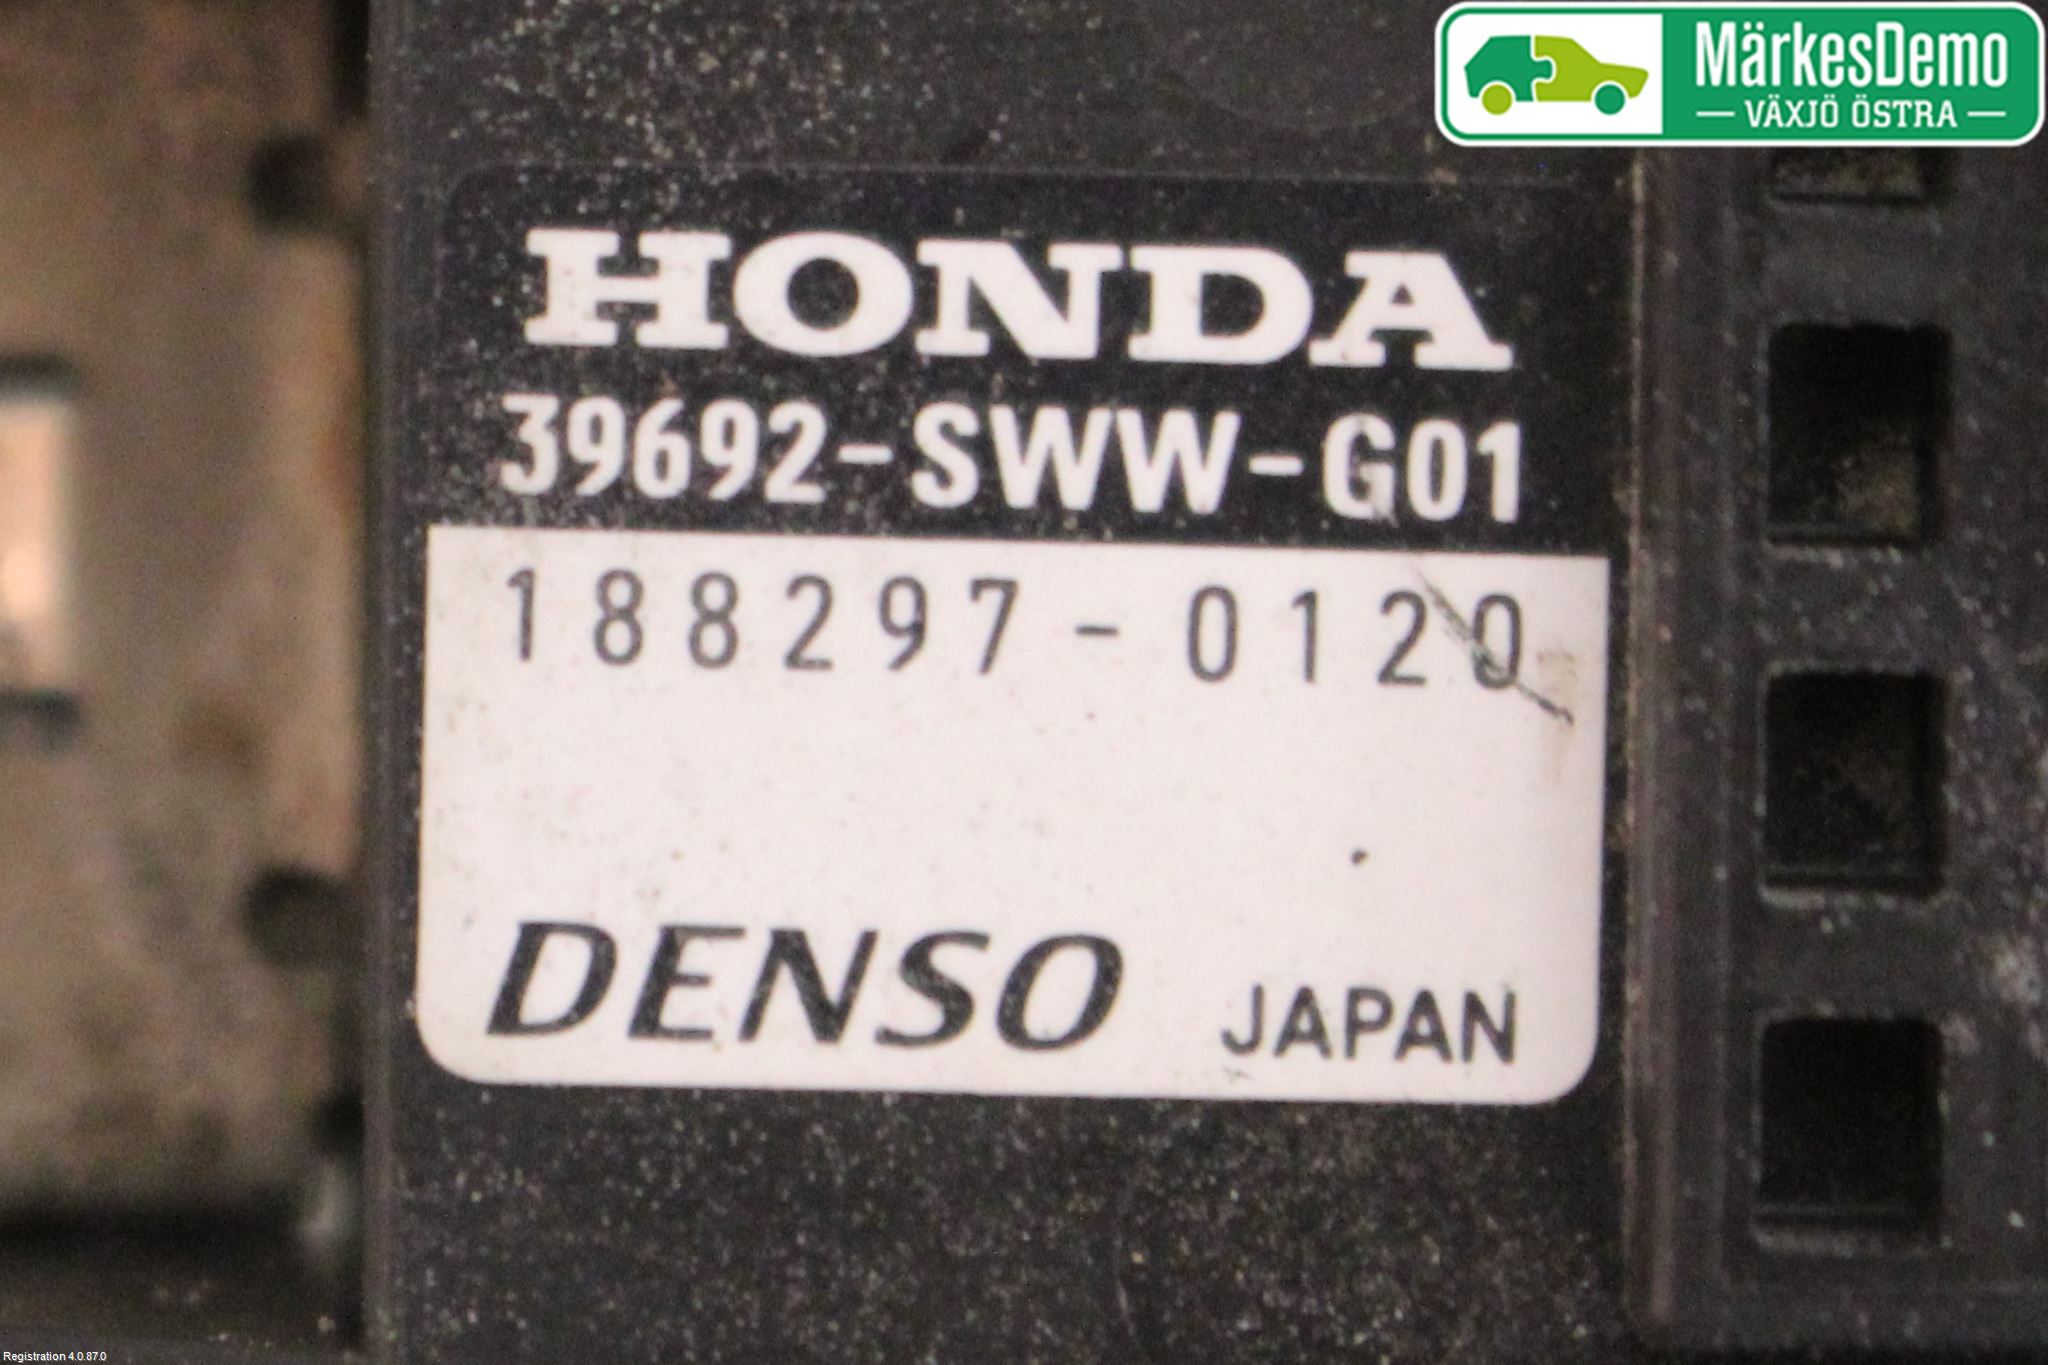 MärkesDemo
VÄXJÖ ÖSTRA
HONDA
39692-SWW-G01
188297-0120
DENSO JAPAN
Registration 4.0.87.0